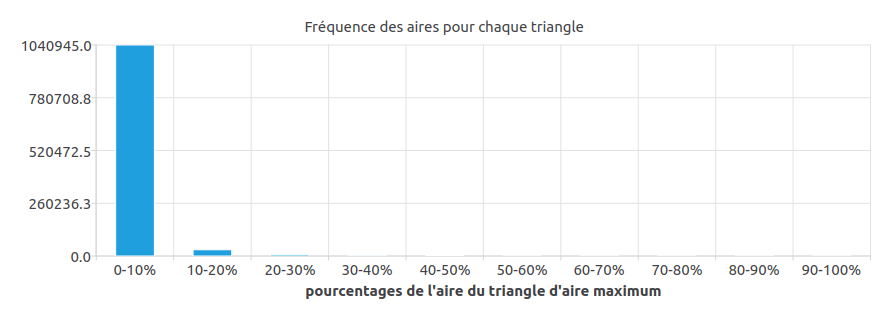 Fréquence des aires pour chaque triangle
1040945.0
780708.8
520472.5
260236.3
0.0
0-10% 10-20% 20-30% 30-40% 40-50% 50-60% 60-70% 70-80% 80-90% 90-100%
pourcentages de l'aire du triangle d'aire maximum